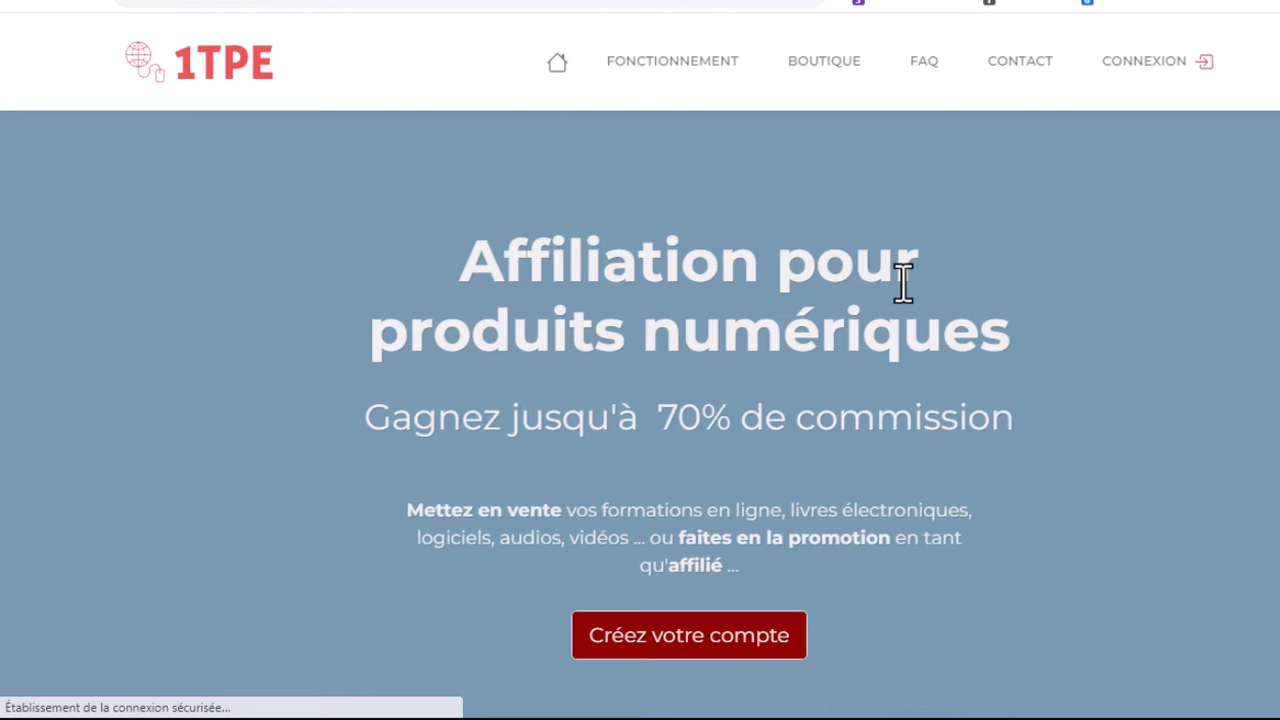 1TPE
FONCTIONNEMENT
BOUTIQUE
FAQ
CONTACT
CONNEXION
Affiliation pour
produits numériques
Gagnez jusqu'à 70% de commission
Mettez en vente vos formations en ligne, livres électroniques,
logiciels, audios, vidéos ... ou faites en la promotion en tant
qu'affilié ...
Créez votre compte
Établissement de la connexion sécurisée...